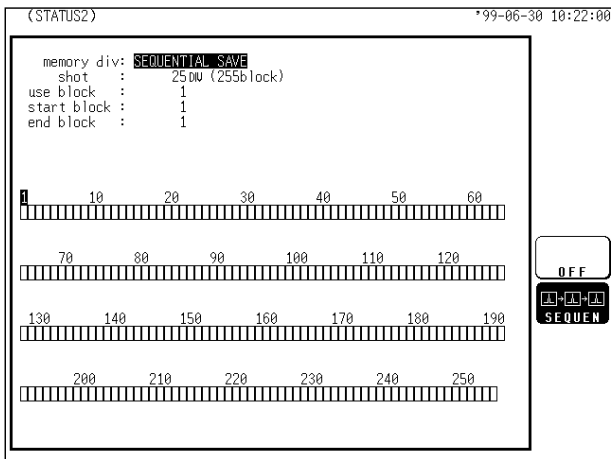 (STATUS2) '99-06-30 10:22:00
memory div: SEQUENTIAL SAVE
shot : 25DIV (255block)
use block : 1
start block : 1
end block : 1
1 10 20 30 40 50 60
70 80 90 100 110 120
OFF
130 140 150 160 170 180 190
SEQUEN
200 210 220 230 240 250